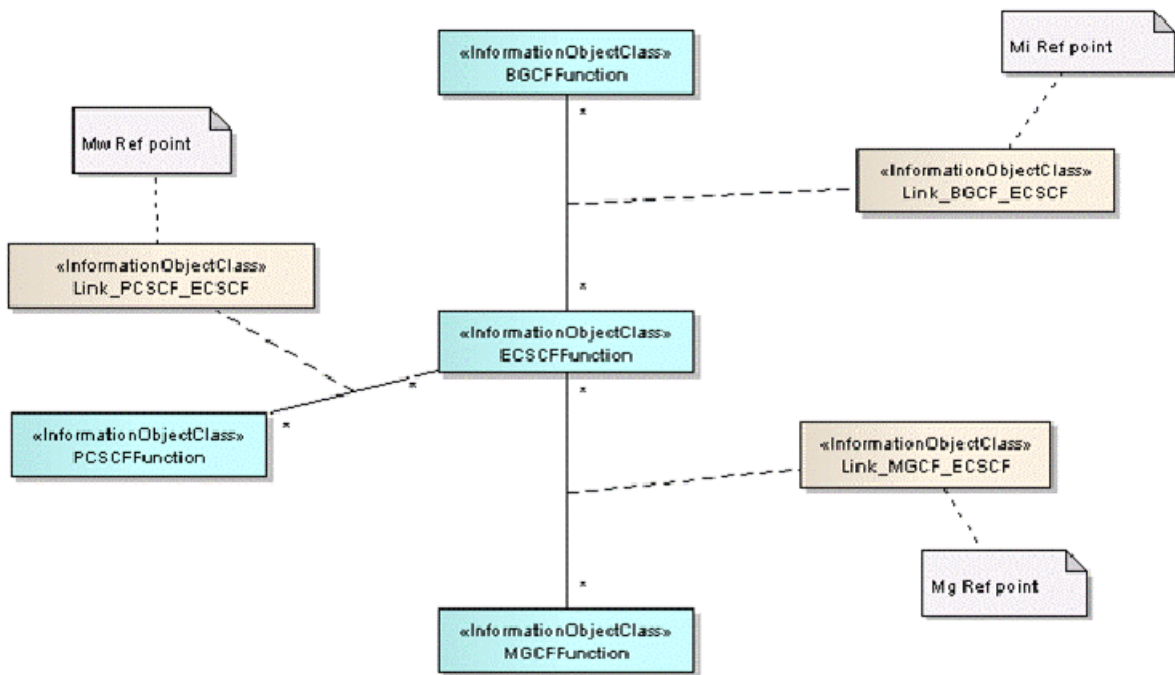 «InformationObjectClass»
BGCFFunction
Mi Ref point
*
Mw Ref point
«InformationObjectClass»
Link_BGCF_ECSCF
«InformationObjectClass»
Link_PCSCF_ECSCF
*
«InformationObjectClass»
ECSCFFunction
*
*
*
«InformationObjectClass»
PCSCFFunction
«InformationObjectClass»
Link_MGCF_ECSCF
Mg Ref point
*
«InformationObjectClass»
MGCFFunction